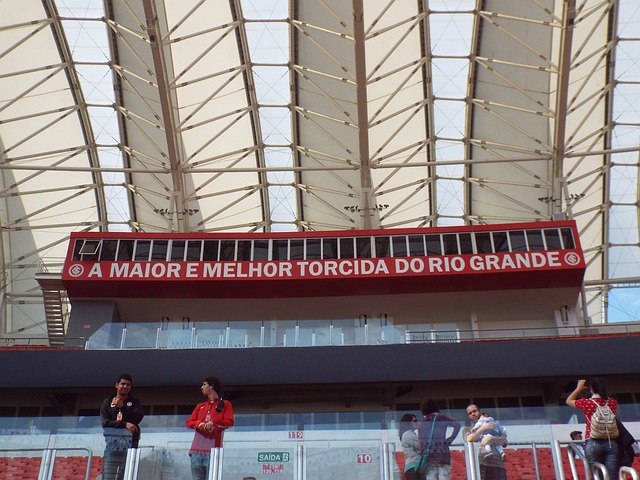 A MAIOR E MELHOR TORCIDA DO RIO GRANDE
119
SAÍDA
10